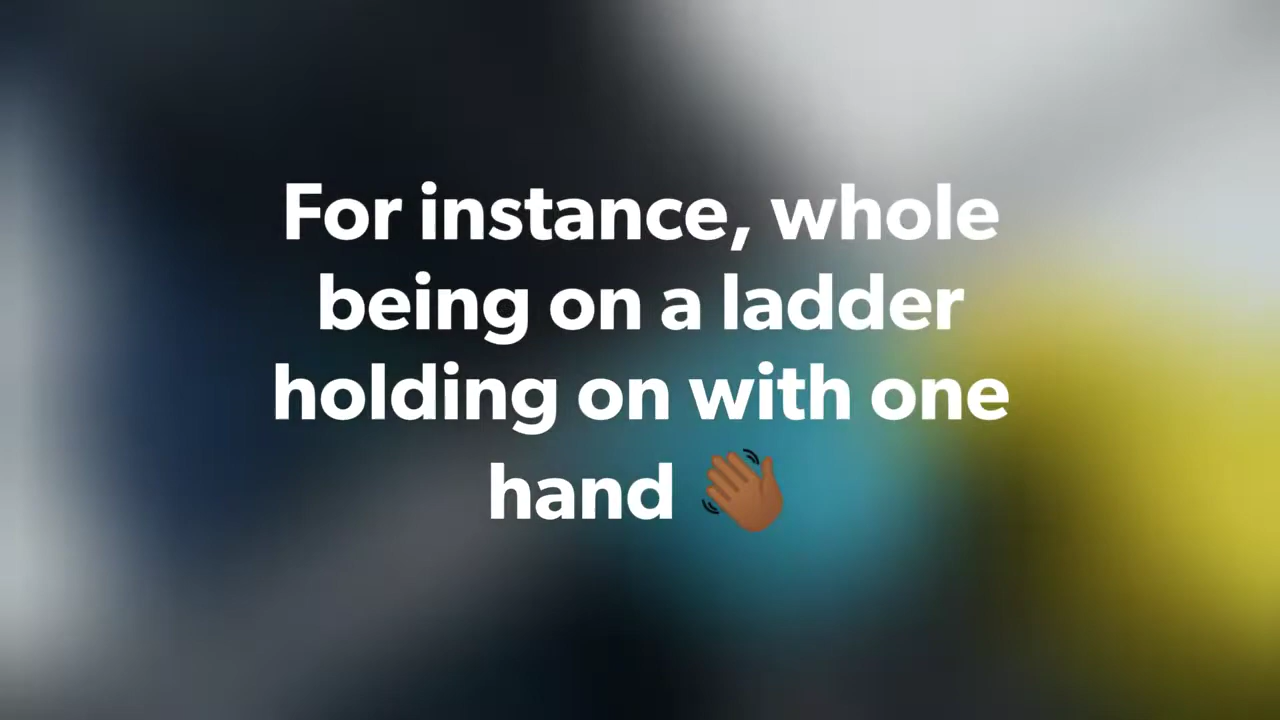 For instance, whole
being on a ladder
holding on with one
hand 👋🏾